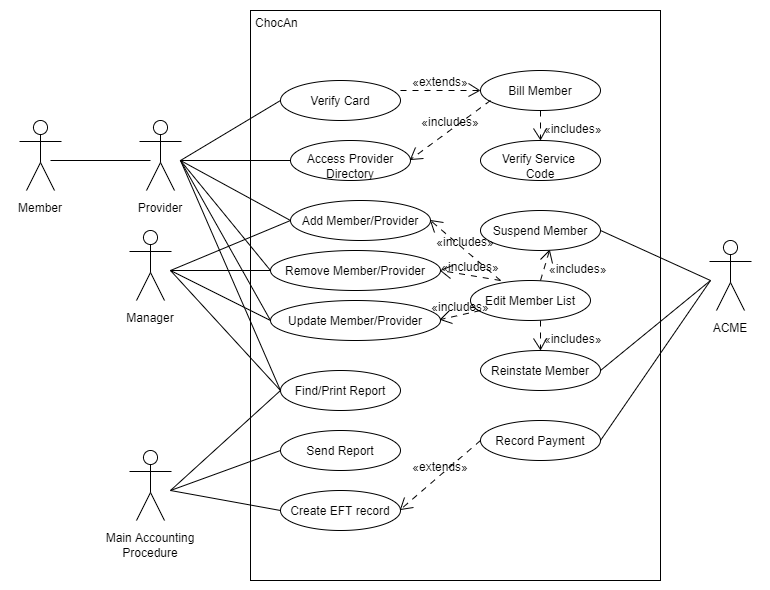 ChocAn
Verify Card
«extends»
Bill Member
«includes»
«includes»
Access Provider
Directory
Verify Service
Code
Member
Provider
Add Member/Provider
Suspend Member
«includes»
Remove Member/Provider
«includes»
«includes»
Manager
Edit Member List
«includes»
Update Member/Provider
ACME
«includes»
Reinstate Member
Find/Print Report
Send Report
Record Payment
«extends»
Create EFT record
Main Accounting
Procedure